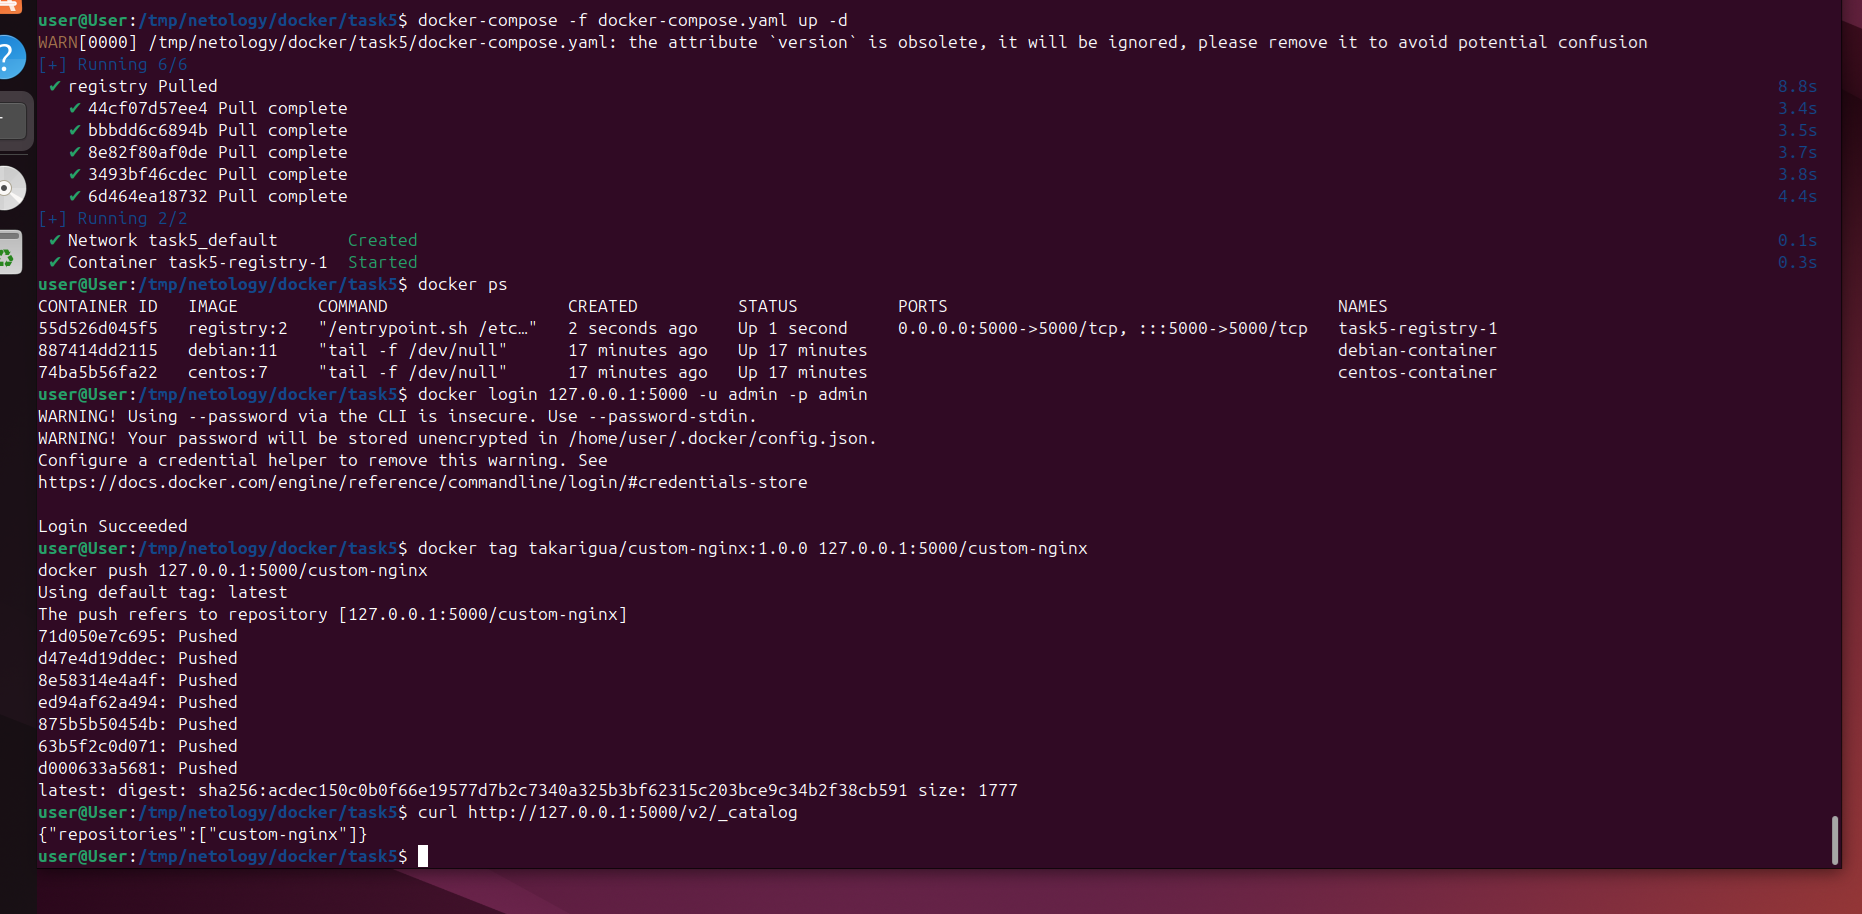 user@User:/tmp/netology/docker/task5$ docker-compose -f docker-compose.yaml up -d
WARN[0000] /tmp/netology/docker/task5/docker-compose.yaml: the attribute `version` is obsolete, it will be ignored, please remove it to avoid potential confusion
[+] Running 6/6
✔ registry Pulled 8.8s
✔ 44cf07d57ee4 Pull complete 3.4s
✔ bbbdd6c6894b Pull complete 3.5s
✔ 8e82f80af0de Pull complete 3.7s
✔ 3493bf46cdec Pull complete 3.8s
✔ 6d464ea18732 Pull complete 4.4s
[+] Running 2/2
✔ Network task5_default Created 0.1s
✔ Container task5-registry-1 Started 0.3s
user@User:/tmp/netology/docker/task5$ docker ps
CONTAINER ID IMAGE COMMAND CREATED STATUS PORTS NAMES
55d526d045f5 registry:2 "/entrypoint.sh /etc…" 2 seconds ago Up 1 second 0.0.0.0:5000->5000/tcp, :::5000->5000/tcp task5-registry-1
887414dd2115 debian:11 "tail -f /dev/null" 17 minutes ago Up 17 minutes debian-container
74ba5b56fa22 centos:7 "tail -f /dev/null" 17 minutes ago Up 17 minutes centos-container
user@User:/tmp/netology/docker/task5$ docker login 127.0.0.1:5000 -u admin -p admin
WARNING! Using --password via the CLI is insecure. Use --password-stdin.
WARNING! Your password will be stored unencrypted in /home/user/.docker/config.json.
Configure a credential helper to remove this warning. See
https://docs.docker.com/engine/reference/commandline/login/#credentials-store
Login Succeeded
user@User:/tmp/netology/docker/task5$ docker tag takarigua/custom-nginx:1.0.0 127.0.0.1:5000/custom-nginx
docker push 127.0.0.1:5000/custom-nginx
Using default tag: latest
The push refers to repository [127.0.0.1:5000/custom-nginx]
71d050e7c695: Pushed
d47e4d19ddec: Pushed
8e58314e4a4f: Pushed
ed94af62a494: Pushed
875b5b50454b: Pushed
63b5f2c0d071: Pushed
d000633a5681: Pushed
latest: digest: sha256:acdec150c0b0f66e19577d7b2c7340a325b3bf62315c203bce9c34b2f38cb591 size: 1777
user@User:/tmp/netology/docker/task5$ curl http://127.0.0.1:5000/v2/_catalog
{"repositories":["custom-nginx"]}
user@User:/tmp/netology/docker/task5$